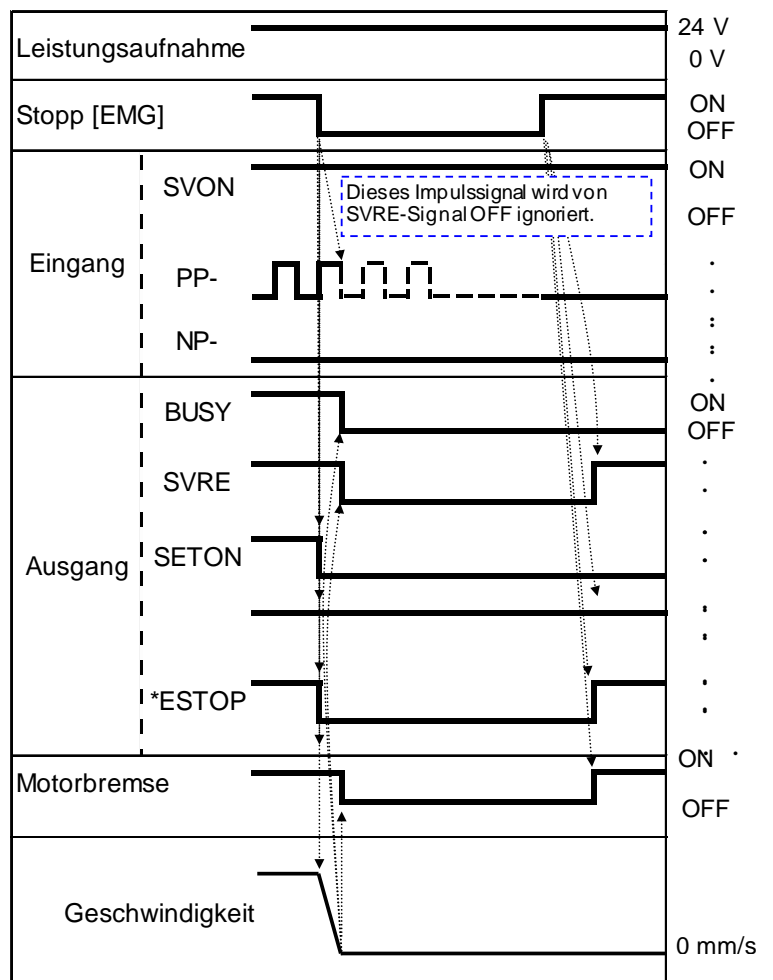 Leistungsaufnahme
24 V
0 V
Stopp [EMG]
ON
OFF
Eingang
SVON
ON
OFF
Dieses Impulssignal wird von
SVRE-Signal OFF ignoriert.
PP-
NP-
Ausgang
BUSY
ON
OFF
SVRE
SETON
*ESTOP
Motorbremse
ON
OFF
Geschwindigkeit
0 mm/s